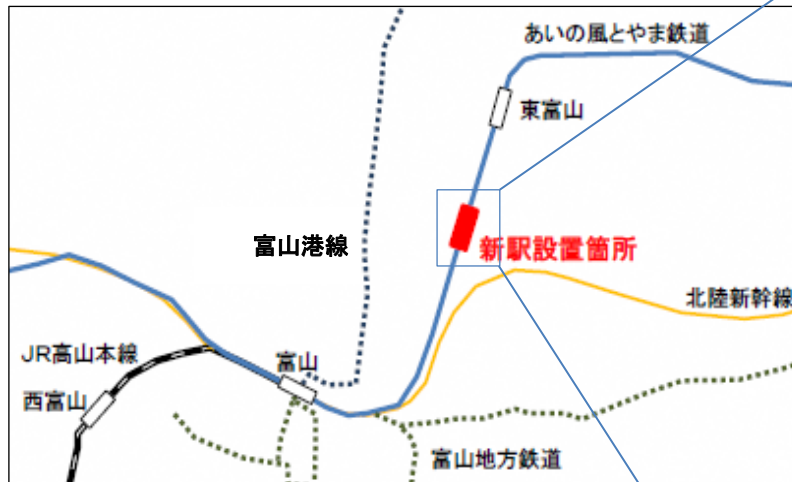 あいの風とやま鉄道
東富山
富山港線
新駅設置箇所
北陸新幹線
JR高山本線
富山
西富山
富山地方鉄道